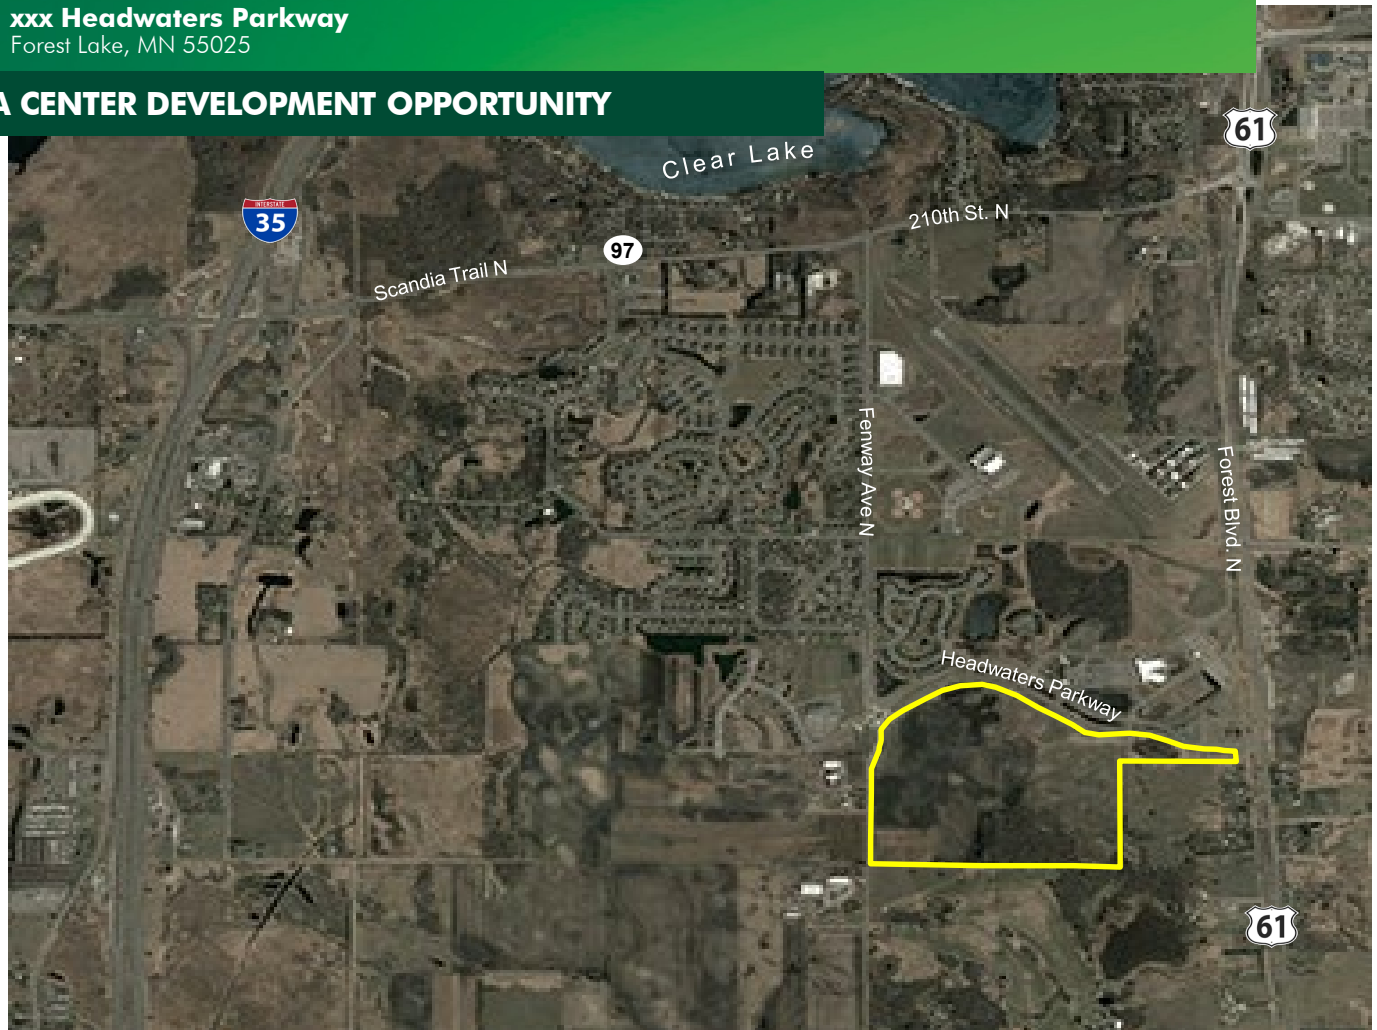 xxx Headwaters Parkway
Forest Lake, MN 55025
A CENTER DEVELOPMENT OPPORTUNITY
61
Clear Lake
INTERSTATE
35
210th St. N
97
Scandia Trail N
Fenway Ave N
Forest Blvd. N
Headwaters Parkway
61